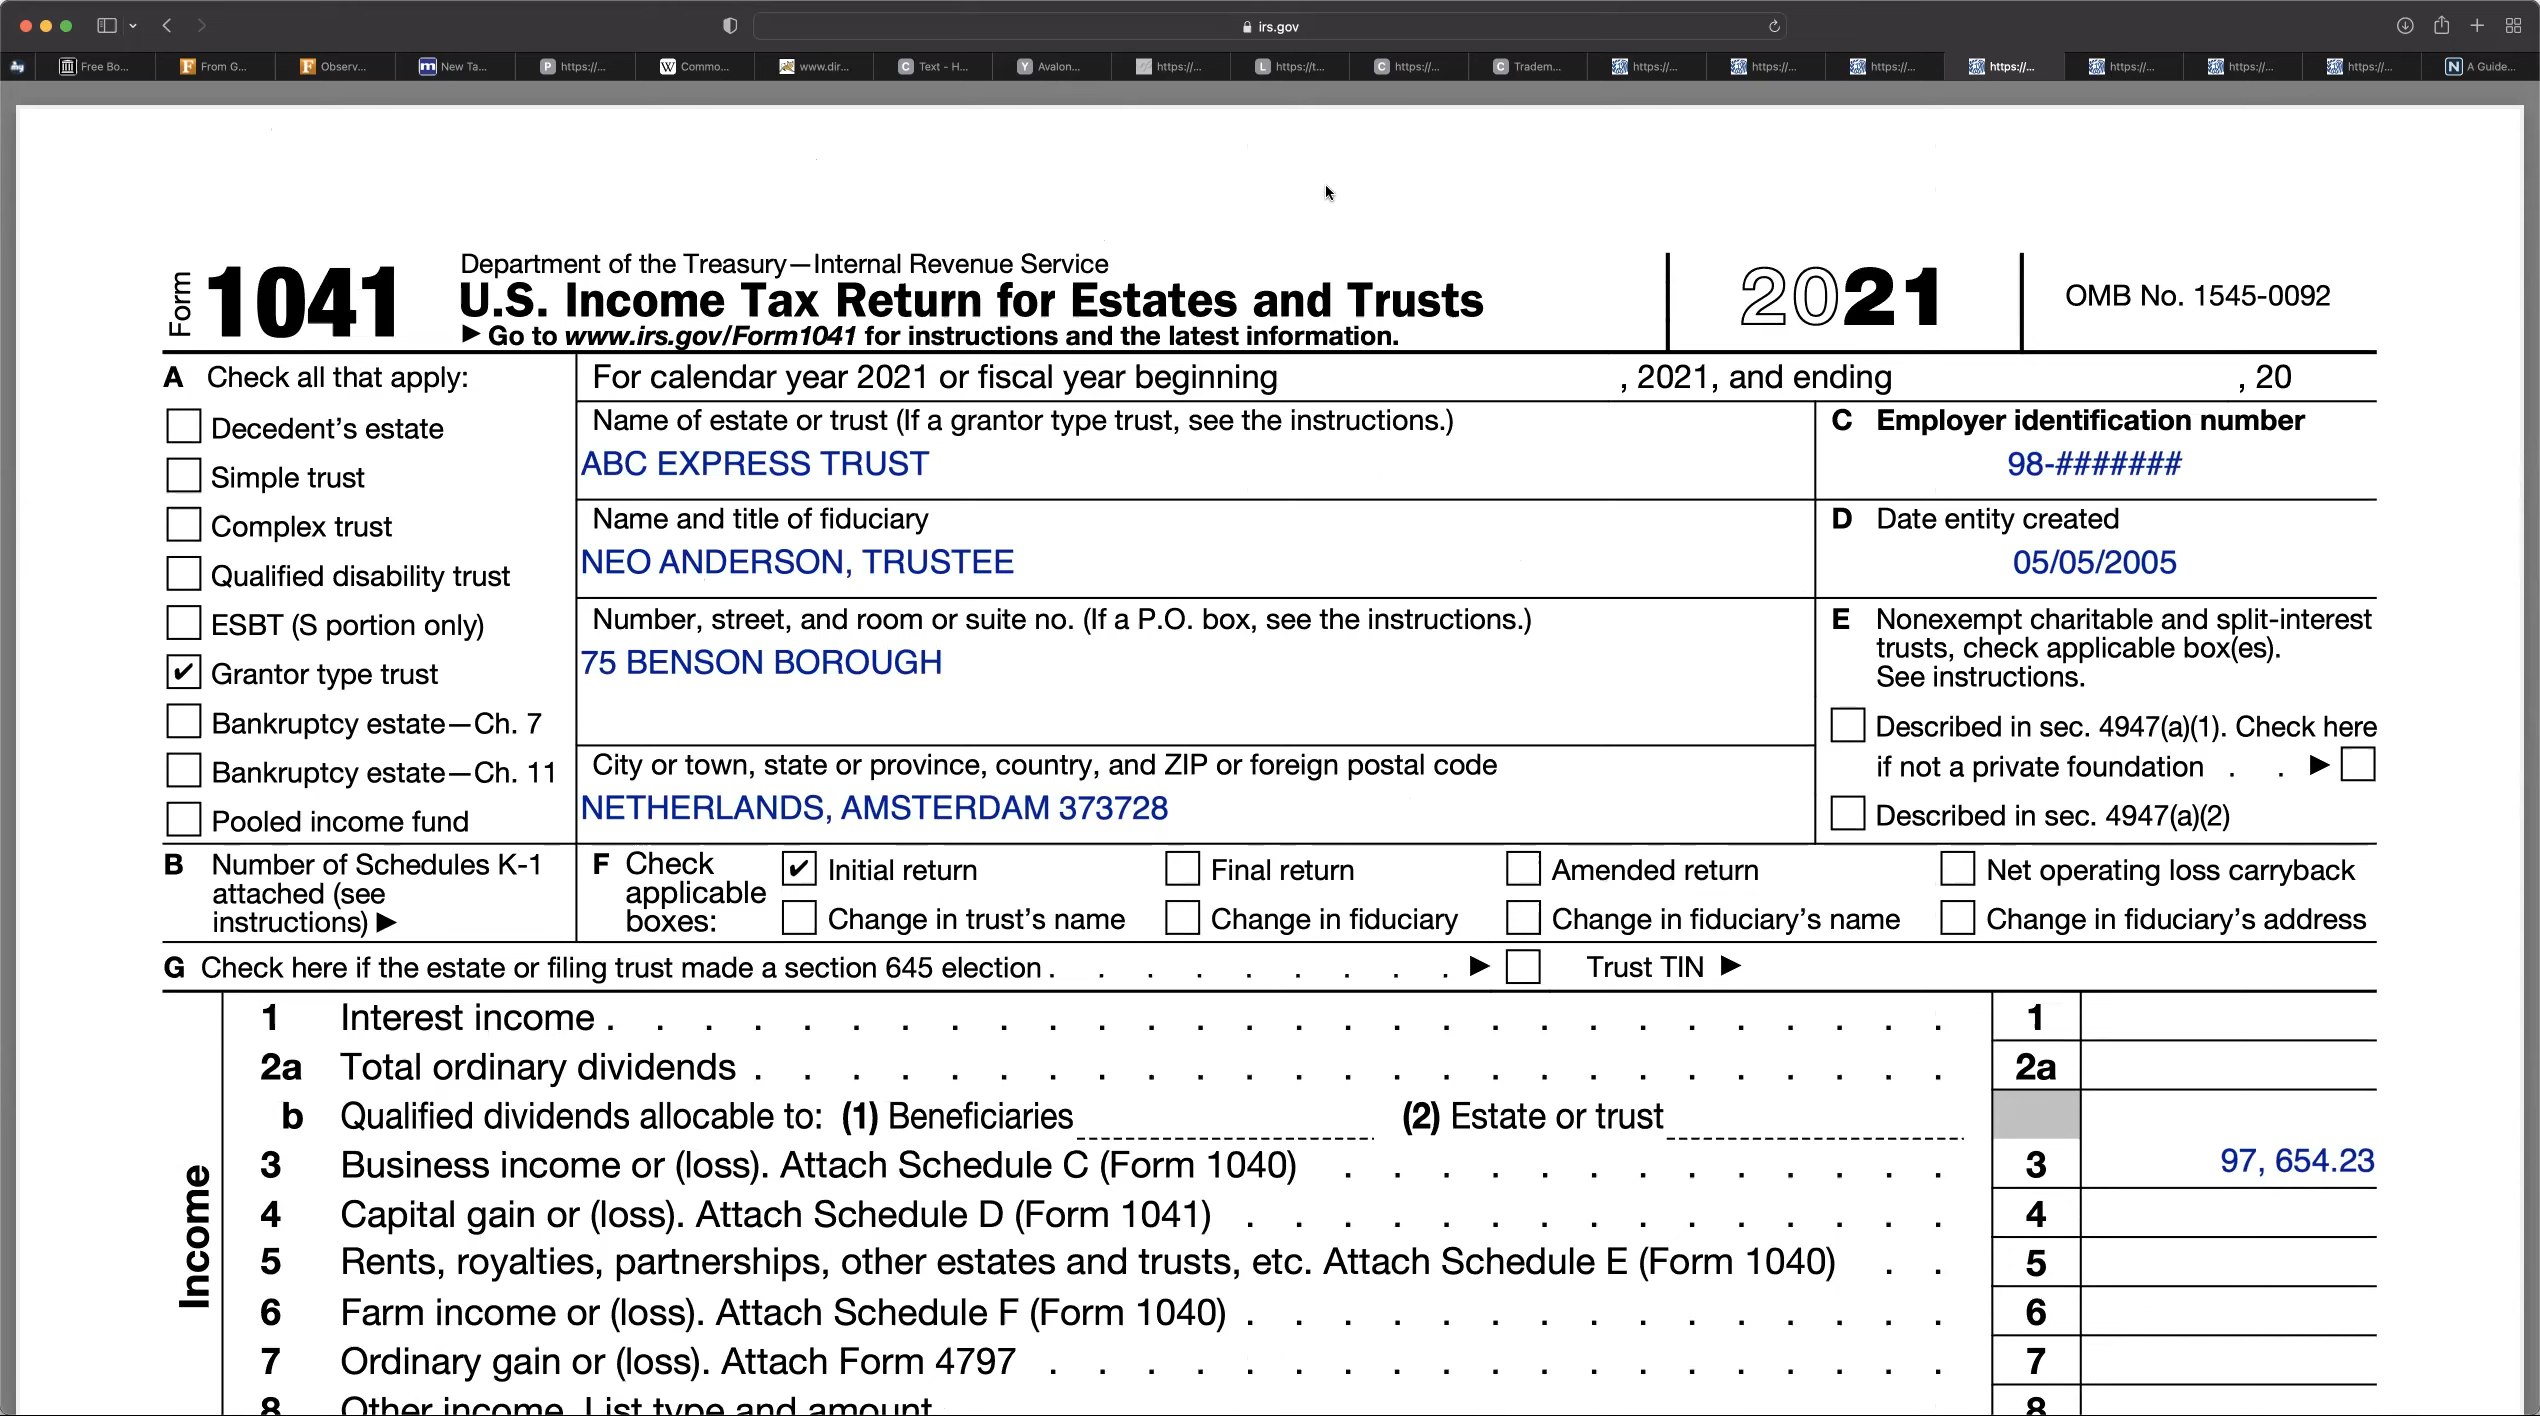 irs.gov
Free Bo...
From G...
Observ...
New Ta...
https://...
Commo...
www.dir...
Text - H...
Avalon...
https://...
https://t...
https://...
Tradem...
https://...
https://...
https://...
https://...
https://...
https://...
https://...
A Guide...
Form 1041
Department of the Treasury—Internal Revenue Service
U.S. Income Tax Return for Estates and Trusts
► Go to www.irs.gov/Form1041 for instructions and the latest information.
2021
OMB No. 1545-0092
A Check all that apply:
Decedent's estate
Simple trust
Complex trust
Qualified disability trust
ESBT (S portion only)
✔ Grantor type trust
Bankruptcy estate—Ch. 7
Bankruptcy estate—Ch. 11
Pooled income fund
For calendar year 2021 or fiscal year beginning , 2021, and ending , 20
Name of estate or trust (If a grantor type trust, see the instructions.)
ABC EXPRESS TRUST
Name and title of fiduciary
NEO ANDERSON, TRUSTEE
Number, street, and room or suite no. (If a P.O. box, see the instructions.)
75 BENSON BOROUGH
City or town, state or province, country, and ZIP or foreign postal code
NETHERLANDS, AMSTERDAM 373728
C Employer identification number
98-#######
D Date entity created
05/05/2005
E Nonexempt charitable and split-interest
trusts, check applicable box(es).
See instructions.
Described in sec. 4947(a)(1). Check here
if not a private foundation . . ►
Described in sec. 4947(a)(2)
B Number of Schedules K-1
attached (see
instructions) ►
F Check
applicable
boxes:
✔ Initial return
Final return
Amended return
Net operating loss carryback
Change in trust's name
Change in fiduciary
Change in fiduciary's name
Change in fiduciary's address
G Check here if the estate or filing trust made a section 645 election . . . . . . . . . ► Trust TIN ►
Income
1 Interest income . . . . . . . . . . . . . . . . . . . . . . . . . . . . 1
2a Total ordinary dividends . . . . . . . . . . . . . . . . . . . . . . . . . 2a
b Qualified dividends allocable to: (1) Beneficiaries (2) Estate or trust
3 Business income or (loss). Attach Schedule C (Form 1040) . . . . . . . . . . . . . 3 97, 654.23
4 Capital gain or (loss). Attach Schedule D (Form 1041) . . . . . . . . . . . . . . . 4
5 Rents, royalties, partnerships, other estates and trusts, etc. Attach Schedule E (Form 1040) . . 5
6 Farm income or (loss). Attach Schedule F (Form 1040) . . . . . . . . . . . . . . . 6
7 Ordinary gain or (loss). Attach Form 4797 . . . . . . . . . . . . . . . . . . . 7
8 Other income. List type and amount 8